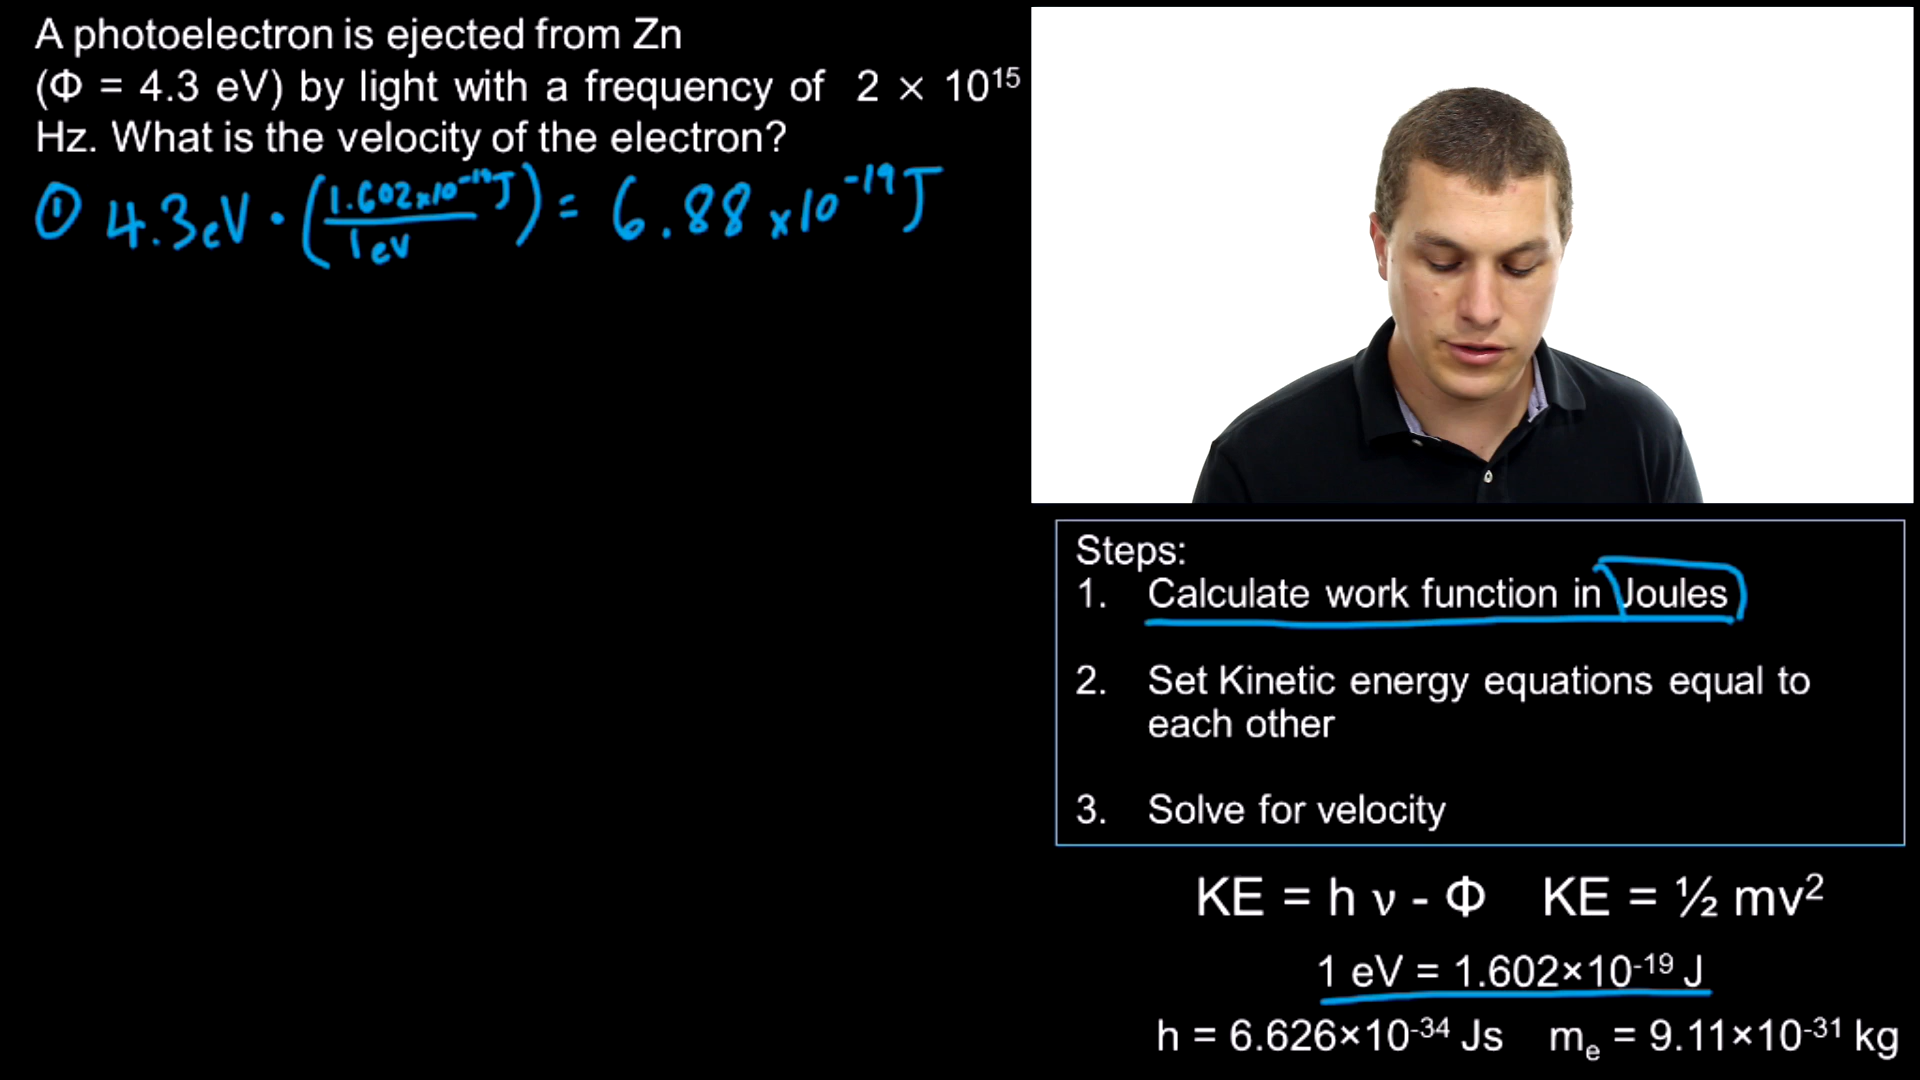 A photoelectron is ejected from Zn
(Φ = 4.3 eV) by light with a frequency of 2 × 10¹⁵
Hz. What is the velocity of the electron?
① 4.3eV · (1.602x10⁻¹⁹J / 1eV) = 6.88 x10⁻¹⁹J
Steps:
1. Calculate work function in Joules
2. Set Kinetic energy equations equal to
each other
3. Solve for velocity
KE = h ν - Φ KE = ½ mv²
1 eV = 1.602×10⁻¹⁹ J
h = 6.626×10⁻³⁴ Js mₑ = 9.11×10⁻³¹ kg